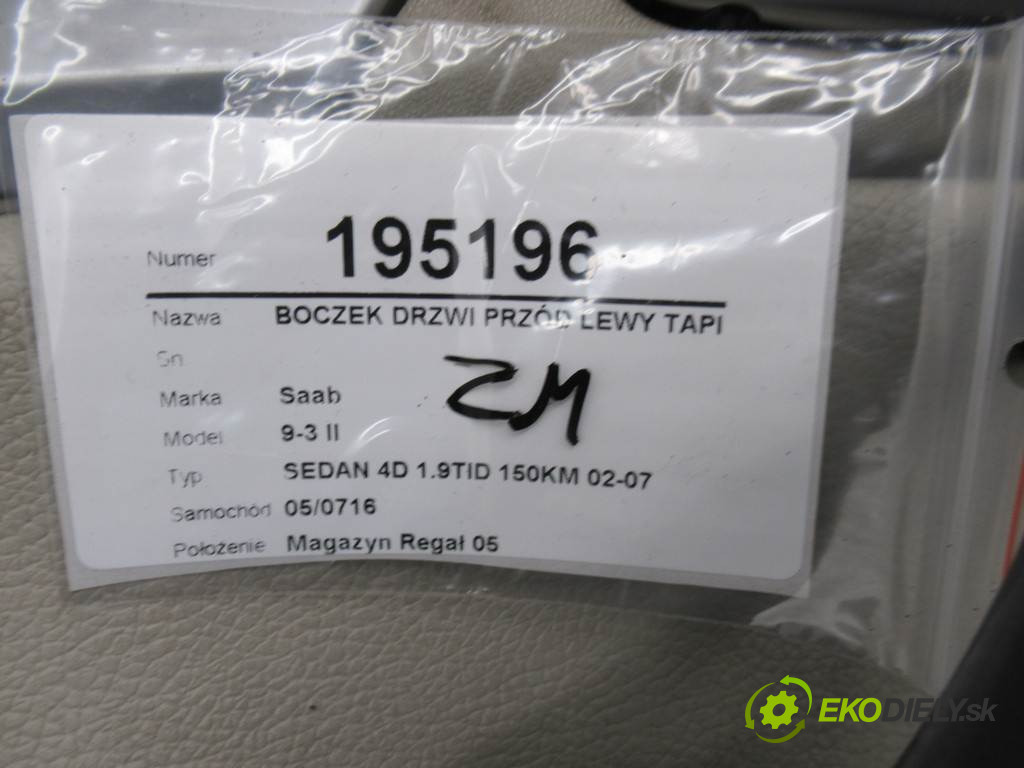 Numer 195196
Nazwa BOCZEK DRZWI PRZÓD LEWY TAPI
Sn
ZM
Marka Saab
Model 9-3 II
Typ SEDAN 4D 1.9TID 150KM 02-07
Samochód 05/0716
Położenie Magazyn Regał 05
EKODIELY.sk